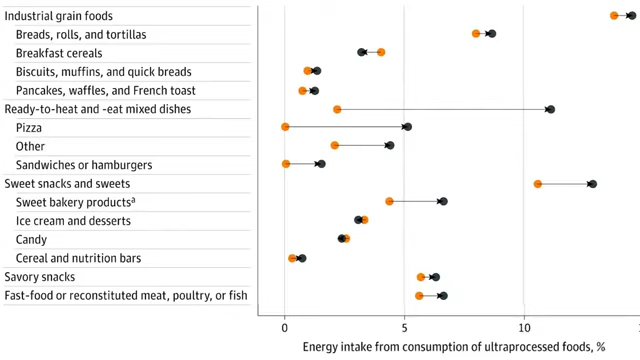 Industrial grain foods
Breads, rolls, and tortillas
Breakfast cereals
Biscuits, muffins, and quick breads
Pancakes, waffles, and French toast
Ready-to-heat and -eat mixed dishes
Pizza
Other
Sandwiches or hamburgers
Sweet snacks and sweets
Sweet bakery productsᵃ
Ice cream and desserts
Candy
Cereal and nutrition bars
Savory snacks
Fast-food or reconstituted meat, poultry, or fish
0 5 10
Energy intake from consumption of ultraprocessed foods, %